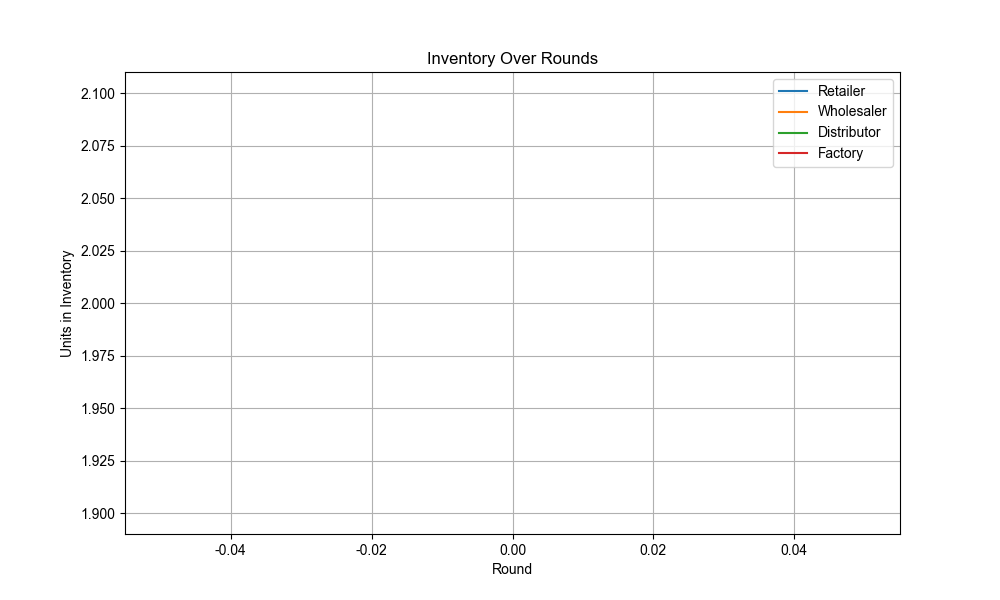 Inventory Over Rounds
Retailer
Wholesaler
Distributor
Factory
2.100
2.075
2.050
2.025
2.000
1.975
1.950
1.925
1.900
Units in Inventory
-0.04
-0.02
0.00
0.02
0.04
Round